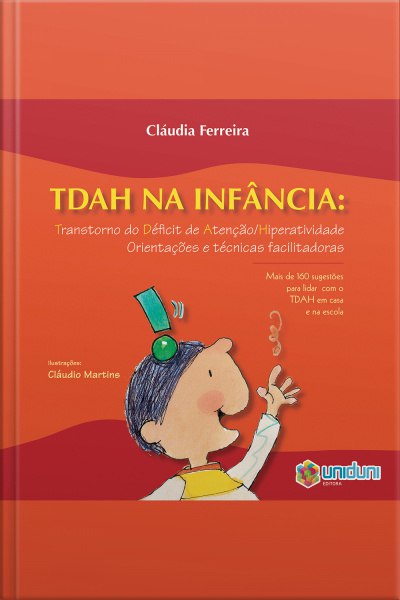 Cláudia Ferreira
TDAH NA INFÂNCIA:
Transtorno do Déficit de Atenção/Hiperatividade
Orientações e técnicas facilitadoras
Mais de 160 sugestões
para lidar com o
TDAH em casa
e na escola
Ilustrações:
Cláudio Martins
uniduni
EDITORA